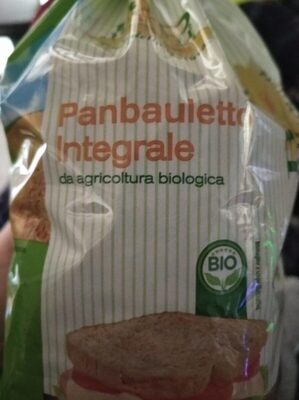 Panbauletto
Integrale
da agricoltura biologica
BIO